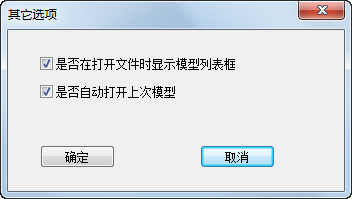 其它选项
是否在打开文件时显示模型列表框
是否自动打开上次模型
确定
取消